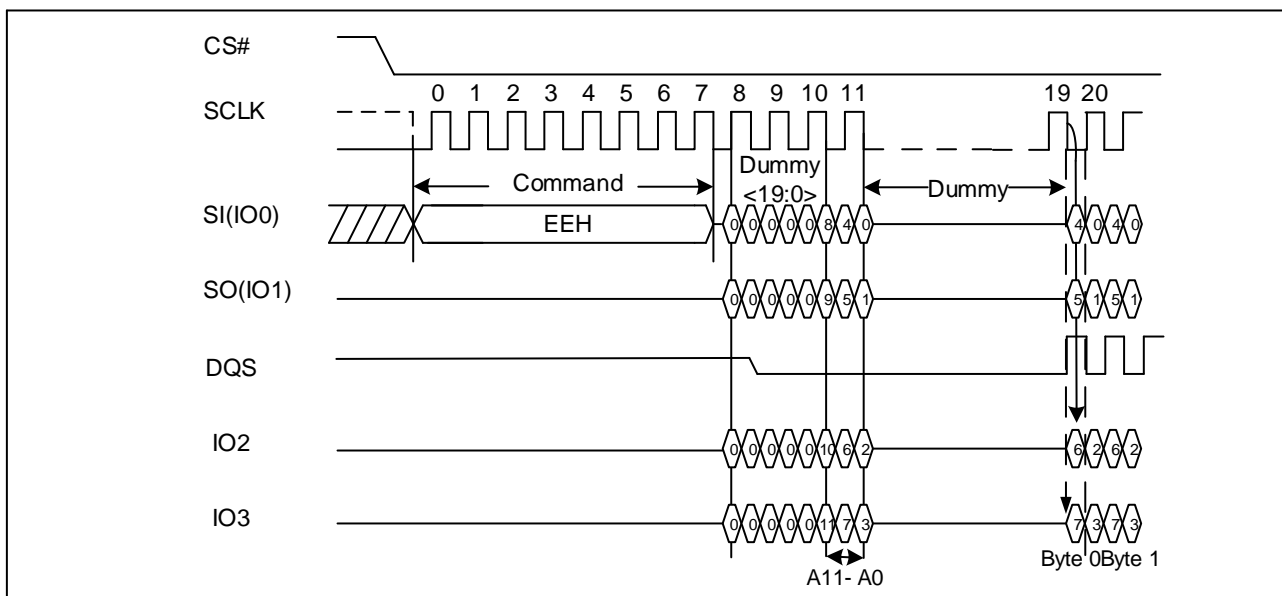 CS#
0 1 2 3 4 5 6 7 8 9 10 11 19 20
SCLK
Dummy
Command
<19:0>
Dummy
SI(IO0)
EEH
0 0 0 0 0 8 4 0 4 0 4 0
SO(IO1)
0 0 0 0 0 9 5 1 5 1 5 1
DQS
IO2
0 0 0 0 0 10 6 2 6 2 6 2
IO3
0 0 0 0 0 11 7 3 7 3 7 3
Byte 0 Byte 1
A11- A0